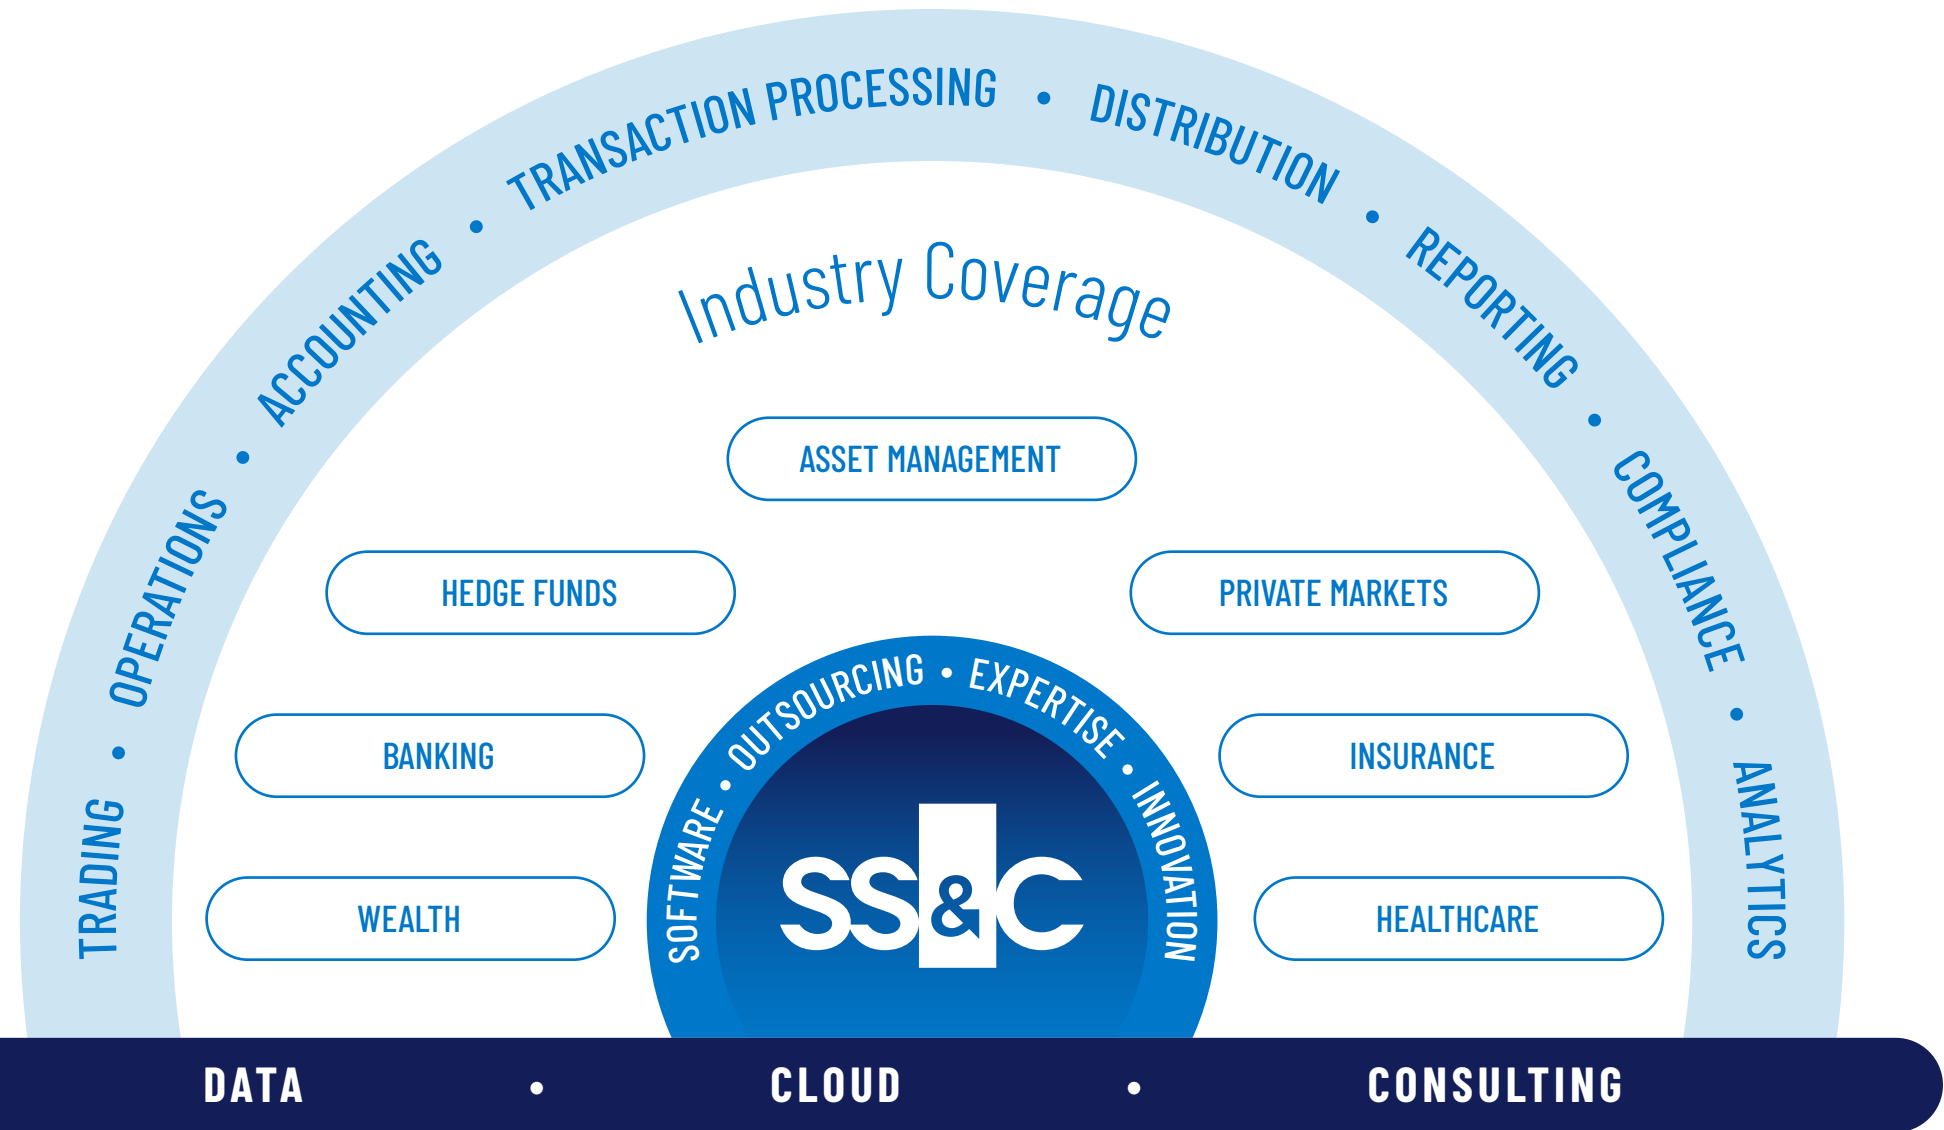 TRADING • OPERATIONS • ACCOUNTING • TRANSACTION PROCESSING • DISTRIBUTION • REPORTING • COMPLIANCE • ANALYTICS
Industry Coverage
ASSET MANAGEMENT
HEDGE FUNDS
PRIVATE MARKETS
BANKING
INSURANCE
WEALTH
HEALTHCARE
SOFTWARE • OUTSOURCING • EXPERTISE • INNOVATION
SS&C
DATA • CLOUD • CONSULTING